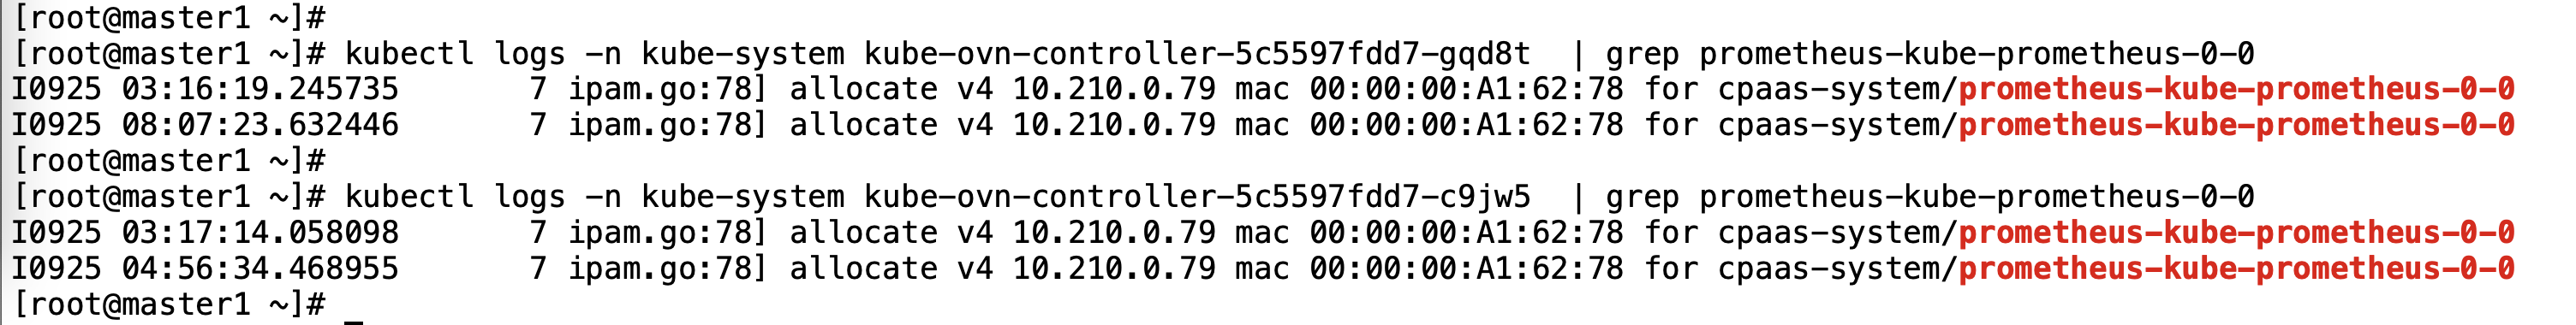 [root@master1 ~]#
[root@master1 ~]# kubectl logs -n kube-system kube-ovn-controller-5c5597fdd7-gqd8t  | grep prometheus-kube-prometheus-0-0
I0925 03:16:19.245735       7 ipam.go:78] allocate v4 10.210.0.79 mac 00:00:00:A1:62:78 for cpaas-system/prometheus-kube-prometheus-0-0
I0925 08:07:23.632446       7 ipam.go:78] allocate v4 10.210.0.79 mac 00:00:00:A1:62:78 for cpaas-system/prometheus-kube-prometheus-0-0
[root@master1 ~]#
[root@master1 ~]# kubectl logs -n kube-system kube-ovn-controller-5c5597fdd7-c9jw5  | grep prometheus-kube-prometheus-0-0
I0925 03:17:14.058098       7 ipam.go:78] allocate v4 10.210.0.79 mac 00:00:00:A1:62:78 for cpaas-system/prometheus-kube-prometheus-0-0
I0925 04:56:34.468955       7 ipam.go:78] allocate v4 10.210.0.79 mac 00:00:00:A1:62:78 for cpaas-system/prometheus-kube-prometheus-0-0
[root@master1 ~]#